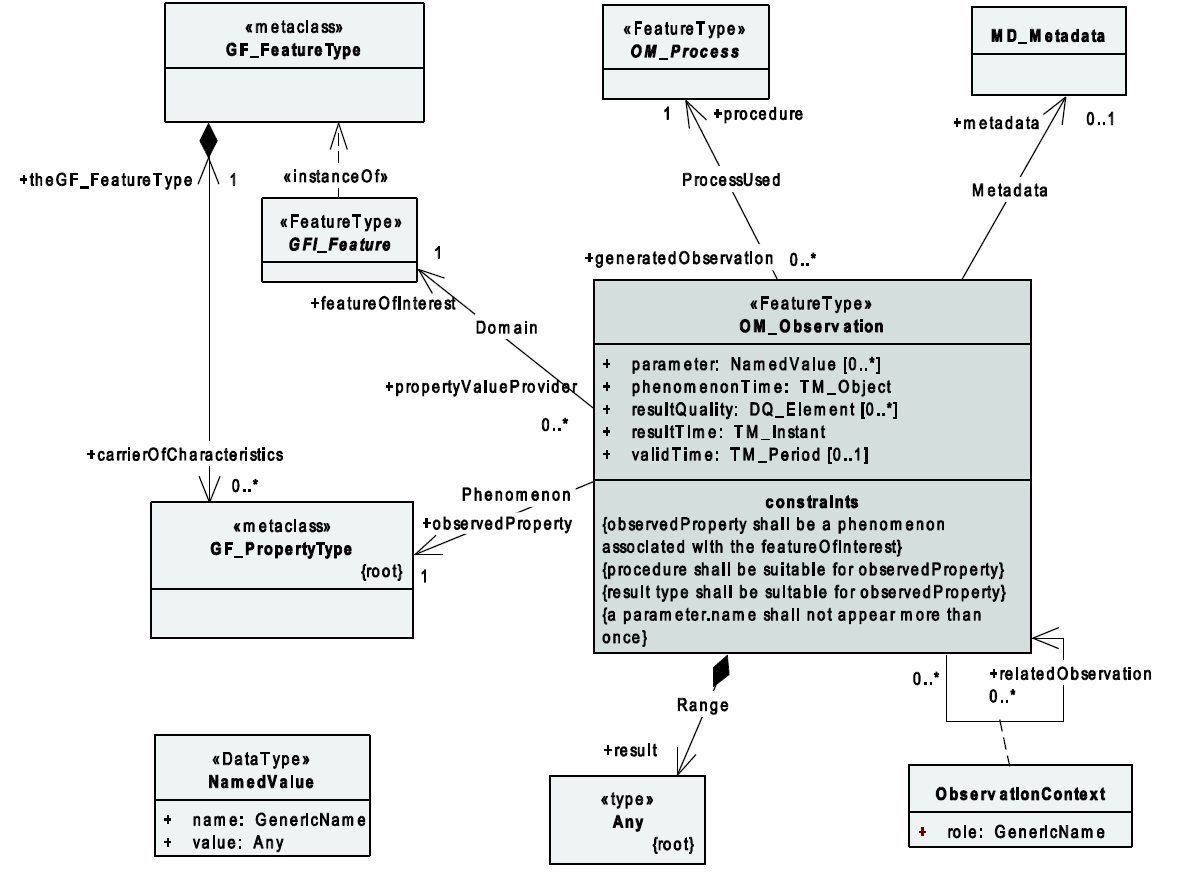 «metaclass»
GF_FeatureType
«FeatureType»
OM_Process
MD_Metadata
1
+procedure
+metadata
0..1
+theGF_FeatureType
1
«instanceOf»
ProcessUsed
Metadata
«FeatureType»
GFI_Feature
1
+generatedObservation
0..*
+featureOfInterest
Domain
+propertyValueProvider
0..*
«FeatureType»
OM_Observation
+ parameter: NamedValue [0..*]
+ phenomenonTime: TM_Object
+ resultQuality: DQ_Element [0..*]
+ resultTime: TM_Instant
+ validTime: TM_Period [0..1]
constraints
{observedProperty shall be a phenomenon
associated with the featureOfInterest}
{procedure shall be suitable for observedProperty}
{result type shall be suitable for observedProperty}
{a parameter.name shall not appear more than
once}
+carrierOfCharacteristics
0..*
Phenomenon
+observedProperty
1
«metaclass»
GF_PropertyType
{root}
0..*
+relatedObservation
0..*
Range
+result
«DataType»
NamedValue
+ name: GenericName
+ value: Any
«type»
Any
{root}
ObservationContext
+ role: GenericName